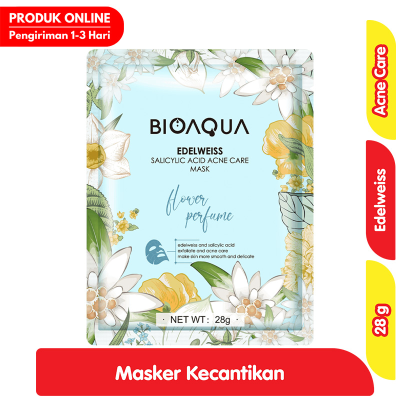 PRODUK ONLINE
Pengiriman 1-3 Hari
BIOAQUA
EDELWEISS
SALICYLIC ACID ACNE CARE
MASK
flower
perfume
edelweiss and salicylic acid
exfoliate and acne care
make skin more smooth and delicate
NET WT: 28g
Acne Care
Edelweiss
28 g
Masker Kecantikan